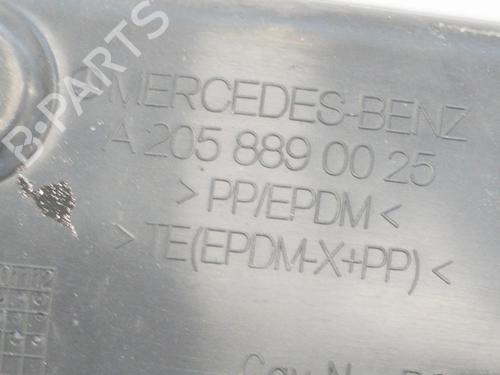 B-PARTS
MERCEDES-BENZ
A 205 889 00 25
>PP/EPDM<
>TE(EPDM-X+PP)<